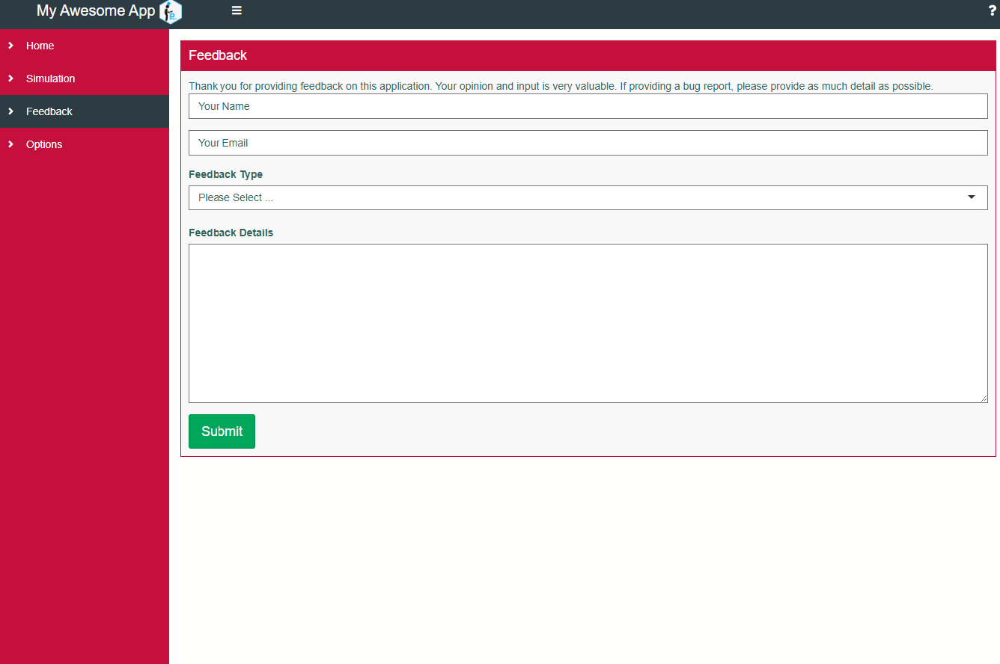 My Awesome App
?
Home
Simulation
Feedback
Options
Feedback
Thank you for providing feedback on this application. Your opinion and input is very valuable. If providing a bug report, please provide as much detail as possible.
Your Name
Your Email
Feedback Type
Please Select ...
Feedback Details
Submit